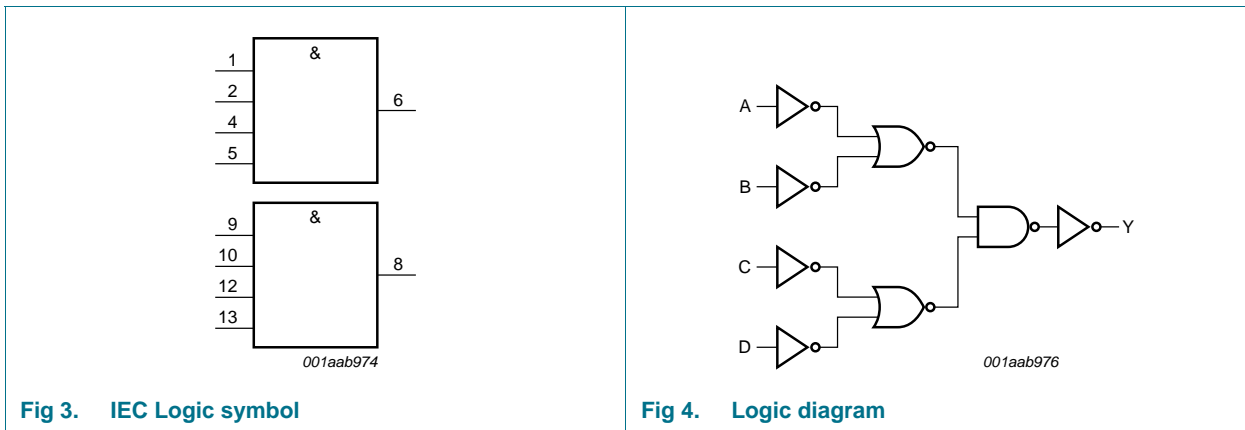 &
1
2
4
5
6
&
9
10
12
13
8
001aab974
Fig 3. IEC Logic symbol
A
B
C
D
Y
001aab976
Fig 4. Logic diagram